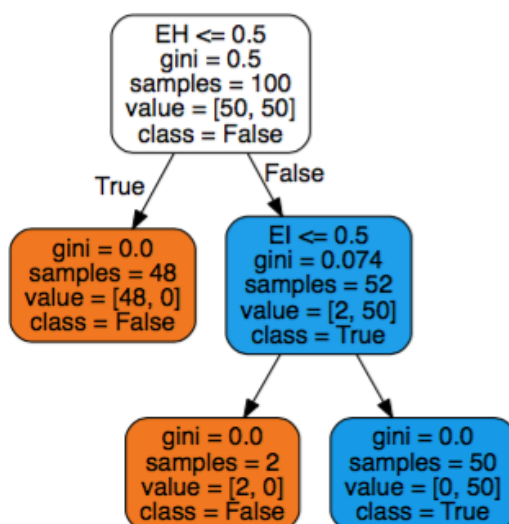 EH <= 0.5
gini = 0.5
samples = 100
value = [50, 50]
class = False
True
False
gini = 0.0
samples = 48
value = [48, 0]
class = False
EI <= 0.5
gini = 0.074
samples = 52
value = [2, 50]
class = True
gini = 0.0
samples = 2
value = [2, 0]
class = False
gini = 0.0
samples = 50
value = [0, 50]
class = True